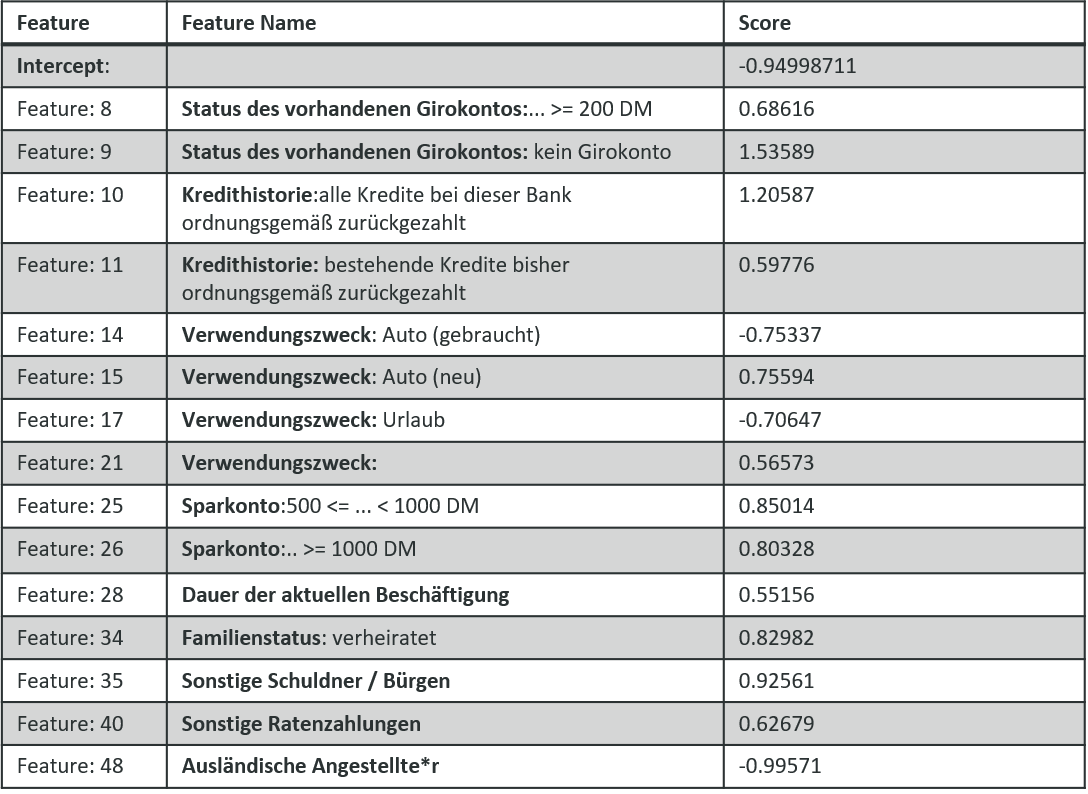 Feature Feature Name Score
Intercept: -0.94998711
Feature: 8 Status des vorhandenen Girokontos:... >= 200 DM 0.68616
Feature: 9 Status des vorhandenen Girokontos: kein Girokonto 1.53589
Feature: 10 Kredithistorie:alle Kredite bei dieser Bank 1.20587
ordnungsgemäß zurückgezahlt
Feature: 11 Kredithistorie: bestehende Kredite bisher 0.59776
ordnungsgemäß zurückgezahlt
Feature: 14 Verwendungszweck: Auto (gebraucht) -0.75337
Feature: 15 Verwendungszweck: Auto (neu) 0.75594
Feature: 17 Verwendungszweck: Urlaub -0.70647
Feature: 21 Verwendungszweck: 0.56573
Feature: 25 Sparkonto:500 <= ... < 1000 DM 0.85014
Feature: 26 Sparkonto:.. >= 1000 DM 0.80328
Feature: 28 Dauer der aktuellen Beschäftigung 0.55156
Feature: 34 Familienstatus: verheiratet 0.82982
Feature: 35 Sonstige Schuldner / Bürgen 0.92561
Feature: 40 Sonstige Ratenzahlungen 0.62679
Feature: 48 Ausländische Angestellte*r -0.99571